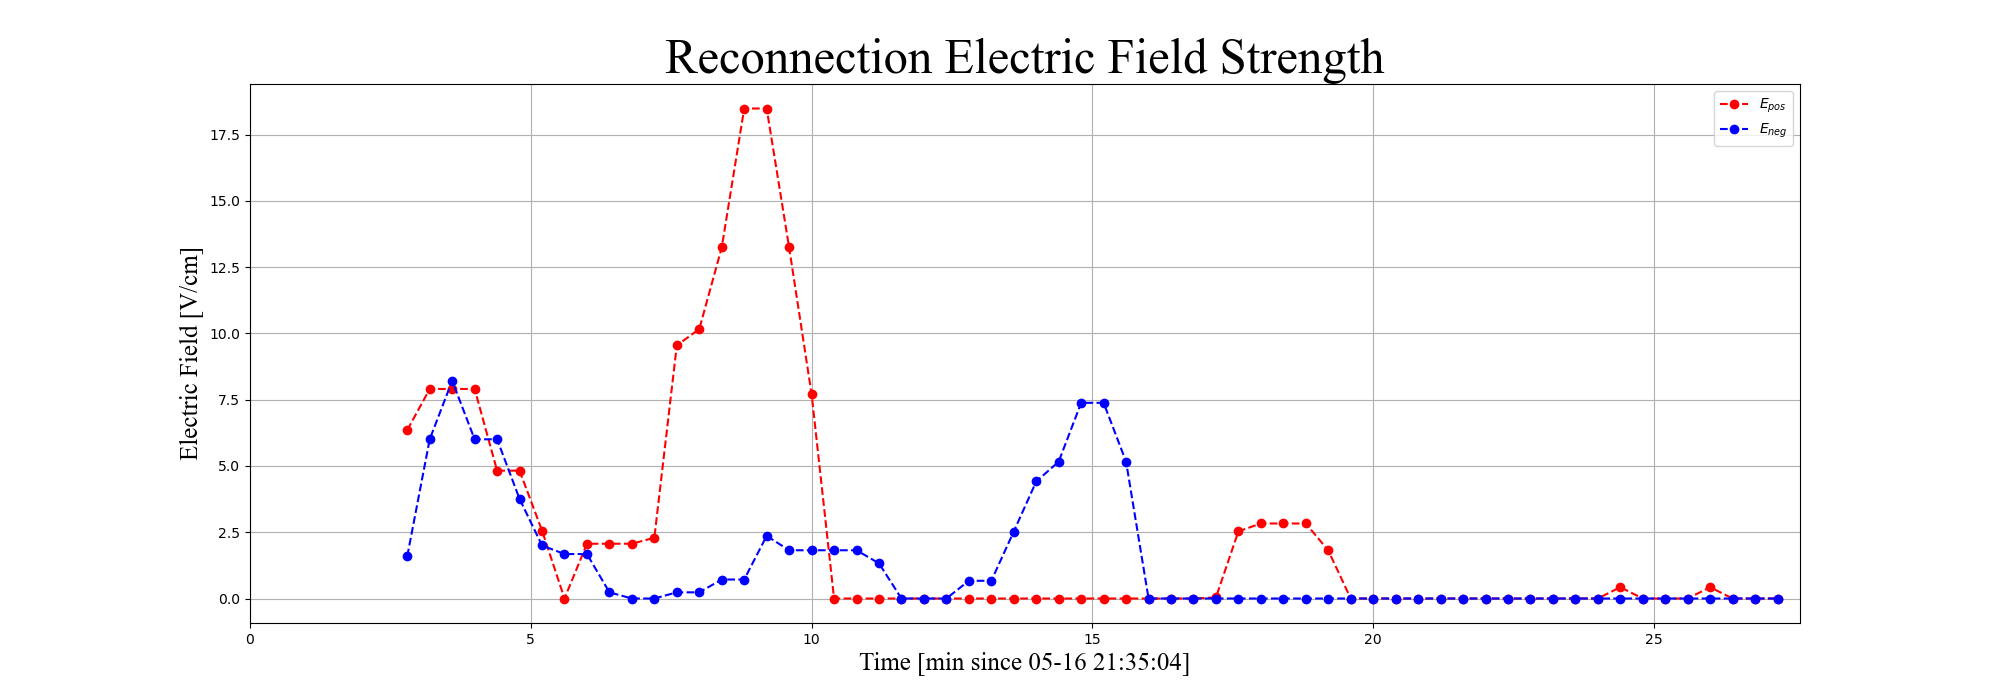 Reconnection Electric Field Strength
E_pos
E_neg
17.5
15.0
12.5
10.0
7.5
5.0
2.5
0.0
Electric Field [V/cm]
0 5 10 15 20 25
Time [min since 05-16 21:35:04]